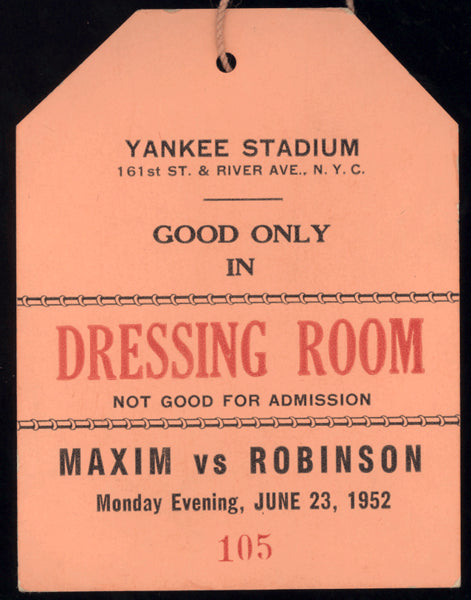 YANKEE STADIUM
161st ST. & RIVER AVE., N. Y. C.
GOOD ONLY
IN
DRESSING ROOM
NOT GOOD FOR ADMISSION
MAXIM vs ROBINSON
Monday Evening, JUNE 23, 1952
105